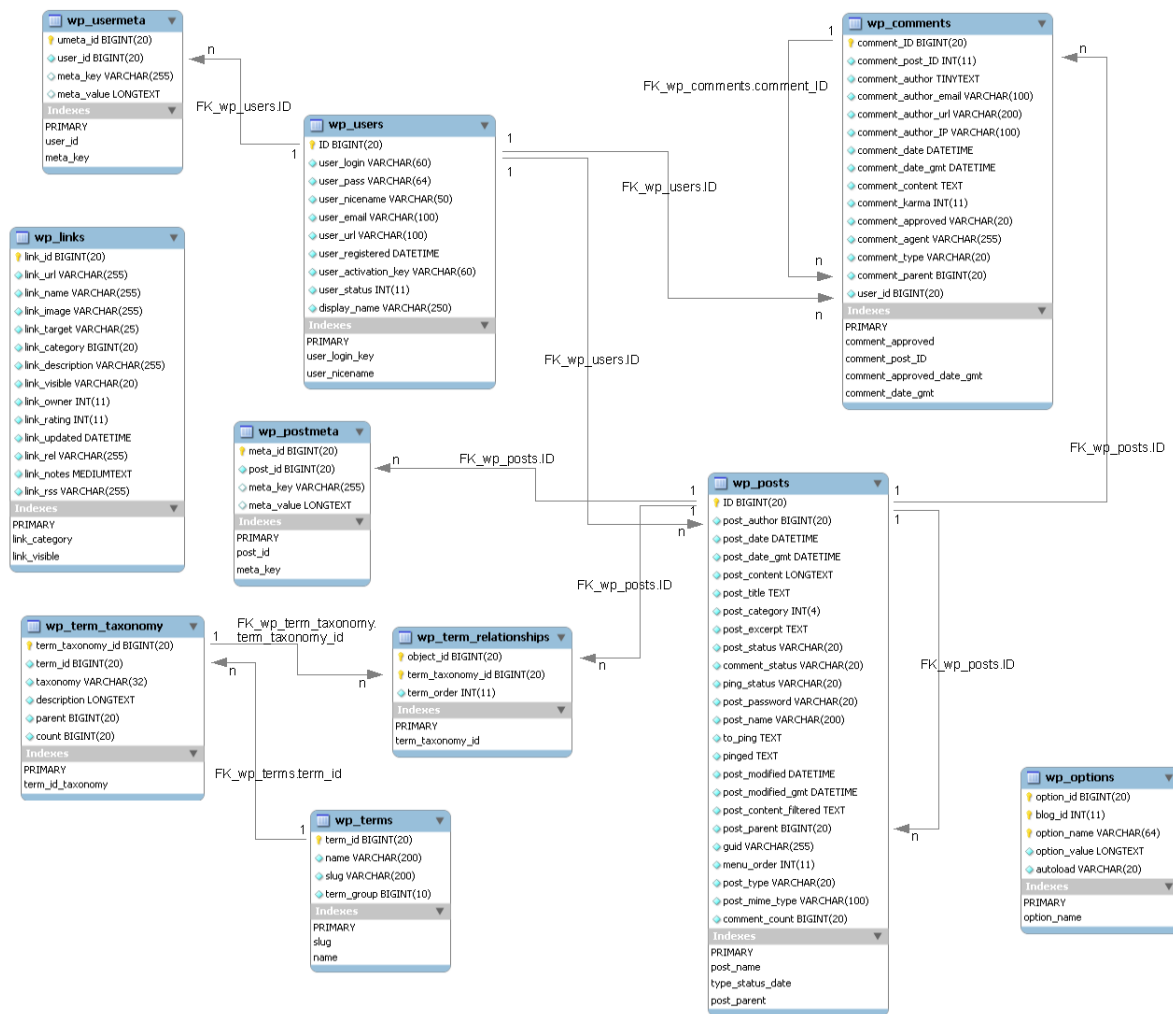 wp_usermeta
umeta_id BIGINT(20)
user_id BIGINT(20)
meta_key VARCHAR(255)
meta_value LONGTEXT
Indexes
PRIMARY
user_id
meta_key
n
FK_wp_users.ID
1
wp_users
ID BIGINT(20)
user_login VARCHAR(60)
user_pass VARCHAR(64)
user_nicename VARCHAR(50)
user_email VARCHAR(100)
user_url VARCHAR(100)
user_registered DATETIME
user_activation_key VARCHAR(60)
user_status INT(11)
display_name VARCHAR(250)
Indexes
PRIMARY
user_login_key
user_nicename
1
1
FK_wp_users.ID
n
FK_wp_users.ID
n
1
FK_wp_comments.comment_ID
n
wp_comments
comment_ID BIGINT(20)
comment_post_ID INT(11)
comment_author TINYTEXT
comment_author_email VARCHAR(100)
comment_author_url VARCHAR(200)
comment_author_IP VARCHAR(100)
comment_date DATETIME
comment_date_gmt DATETIME
comment_content TEXT
comment_karma INT(11)
comment_approved VARCHAR(20)
comment_agent VARCHAR(255)
comment_type VARCHAR(20)
comment_parent BIGINT(20)
user_id BIGINT(20)
Indexes
PRIMARY
comment_approved
comment_post_ID
comment_approved_date_gmt
comment_date_gmt
n
FK_wp_posts.ID
1
wp_links
link_id BIGINT(20)
link_url VARCHAR(255)
link_name VARCHAR(255)
link_image VARCHAR(255)
link_target VARCHAR(25)
link_category BIGINT(20)
link_description VARCHAR(255)
link_visible VARCHAR(20)
link_owner INT(11)
link_rating INT(11)
link_updated DATETIME
link_rel VARCHAR(255)
link_notes MEDIUMTEXT
link_rss VARCHAR(255)
Indexes
PRIMARY
link_category
link_visible
wp_postmeta
meta_id BIGINT(20)
post_id BIGINT(20)
meta_key VARCHAR(255)
meta_value LONGTEXT
Indexes
PRIMARY
post_id
meta_key
n
FK_wp_posts.ID
1
1
FK_wp_posts.ID
n
wp_posts
ID BIGINT(20)
post_author BIGINT(20)
post_date DATETIME
post_date_gmt DATETIME
post_content LONGTEXT
post_title TEXT
post_category INT(4)
post_excerpt TEXT
post_status VARCHAR(20)
comment_status VARCHAR(20)
ping_status VARCHAR(20)
post_password VARCHAR(20)
post_name VARCHAR(200)
to_ping TEXT
pinged TEXT
post_modified DATETIME
post_modified_gmt DATETIME
post_content_filtered TEXT
post_parent BIGINT(20)
guid VARCHAR(255)
menu_order INT(11)
post_type VARCHAR(20)
post_mime_type VARCHAR(100)
comment_count BIGINT(20)
Indexes
PRIMARY
post_name
type_status_date
post_parent
1
FK_wp_posts.ID
n
wp_term_taxonomy
term_taxonomy_id BIGINT(20)
term_id BIGINT(20)
taxonomy VARCHAR(32)
description LONGTEXT
parent BIGINT(20)
count BIGINT(20)
Indexes
PRIMARY
term_id_taxonomy
1
FK_wp_term_taxonomy.
term_taxonomy_id
n
n
FK_wp_terms.term_id
1
wp_term_relationships
object_id BIGINT(20)
term_taxonomy_id BIGINT(20)
term_order INT(11)
Indexes
PRIMARY
term_taxonomy_id
wp_terms
term_id BIGINT(20)
name VARCHAR(200)
slug VARCHAR(200)
term_group BIGINT(10)
Indexes
PRIMARY
slug
name
wp_options
option_id BIGINT(20)
blog_id INT(11)
option_name VARCHAR(64)
option_value LONGTEXT
autoload VARCHAR(20)
Indexes
PRIMARY
option_name